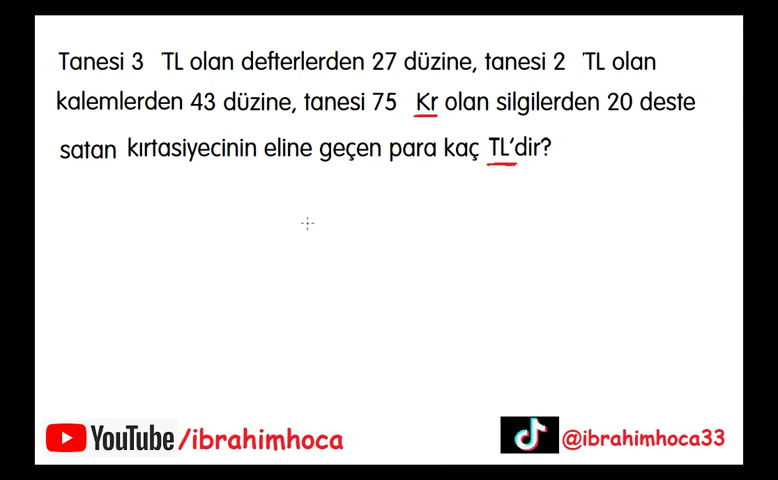 Tanesi 3 TL olan defterlerden 27 düzine, tanesi 2 TL olan
kalemlerden 43 düzine, tanesi 75 Kr olan silgilerden 20 deste
satan kırtasiyecinin eline geçen para kaç TL'dir?
YouTube/ibrahimhoca
@ibrahimhoca33